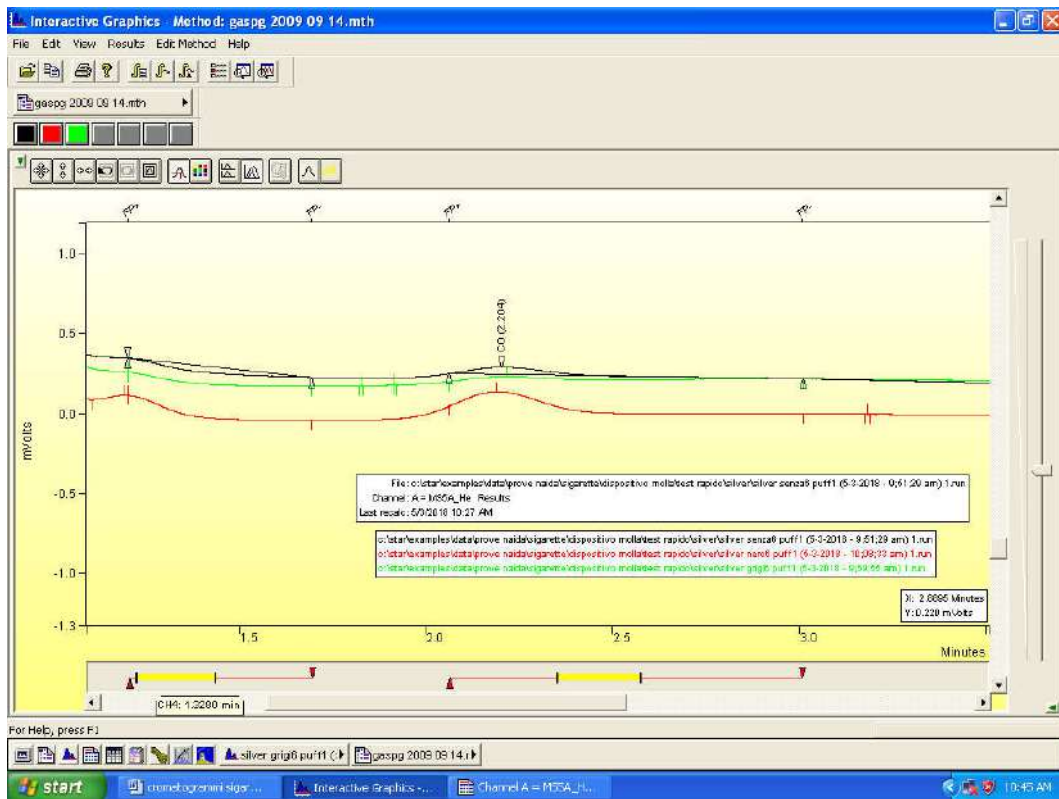 Interactive Graphics - Method: gaspg 2009 09 14.mth
File Edit View Results Edit Method Help
gaspg 2009 09 14.mth
CO (2.204)
1.0
0.5
0.0
-0.5
-1.0
-1.3
mVolts
File: c:\star\examples\data\prove naida\sigarette\dispositivo molla\test rapido\silver\silver senza6 puff1 (5-3-2018 - 9;51;29 am) 1.run
Channel: A = MS5A_He Results
Last recalc: 5/3/2018 10:27 AM
c:\star\examples\data\prove naida\sigarette\dispositivo molla\test rapido\silver\silver senza6 puff1 (5-3-2018 - 9;51;29 am) 1.run
c:\star\examples\data\prove naida\sigarette\dispositivo molla\test rapido\silver\silver nero6 puff1 (5-3-2018 - 10;08;33 am) 1.run
c:\star\examples\data\prove naida\sigarette\dispositivo molla\test rapido\silver\silver grigi6 puff1 (5-3-2018 - 9;59;56 am) 1.run
X: 2.8695 Minutes
Y: 0.220 mVolts
1.5 2.0 2.5 3.0
Minutes
CH4: 1.3280 min
For Help, press F1
silver grigi6 puff1 (: gaspg 2009 09 14.
start cromatogrammi sigar... Interactive Graphics -... Channel A = MS5A_H... 10:45 AM